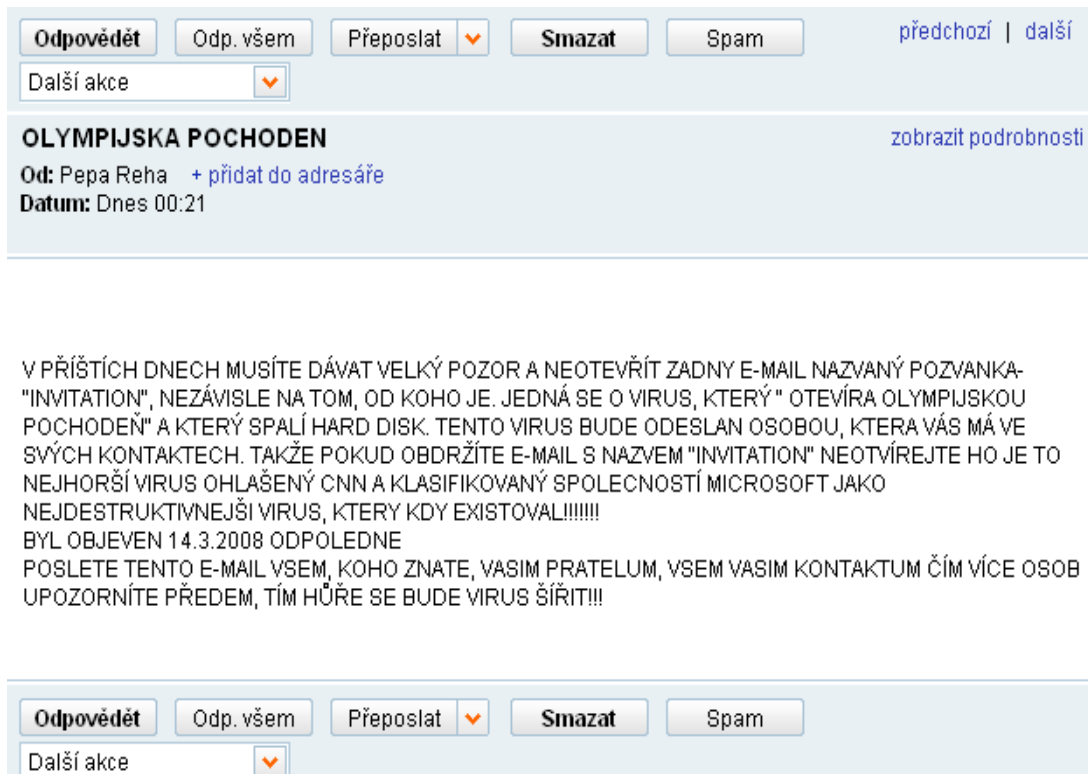 Odpovědět Odp. všem Přeposlat Smazat Spam předchozí | další
Další akce
OLYMPIJSKA POCHODEN zobrazit podrobnosti
Od: Pepa Reha + přidat do adresáře
Datum: Dnes 00:21
V PŘÍŠTÍCH DNECH MUSÍTE DÁVAT VELKÝ POZOR A NEOTEVŘÍT ZADNY E-MAIL NAZVANÝ POZVANKA-
"INVITATION", NEZÁVISLE NA TOM, OD KOHO JE. JEDNÁ SE O VIRUS, KTERÝ " OTEVÍRA OLYMPIJSKOU
POCHODEŇ" A KTERÝ SPALÍ HARD DISK. TENTO VIRUS BUDE ODESLAN OSOBOU, KTERA VÁS MÁ VE
SVÝCH KONTAKTECH. TAKŽE POKUD OBDRŽÍTE E-MAIL S NAZVEM "INVITATION" NEOTVÍREJTE HO JE TO
NEJHORŠÍ VIRUS OHLAŠENÝ CNN A KLASIFIKOVANÝ SPOLECNOSTÍ MICROSOFT JAKO
NEJDESTRUKTIVNEJŠI VIRUS, KTERY KDY EXISTOVAL!!!!!!!
BYL OBJEVEN 14.3.2008 ODPOLEDNE
POSLETE TENTO E-MAIL VSEM, KOHO ZNATE, VASIM PRATELUM, VSEM VASIM KONTAKTUM ČÍM VÍCE OSOB
UPOZORNÍTE PŘEDEM, TÍM HŮŘE SE BUDE VIRUS ŠÍŘIT!!!
Odpovědět Odp. všem Přeposlat Smazat Spam
Další akce